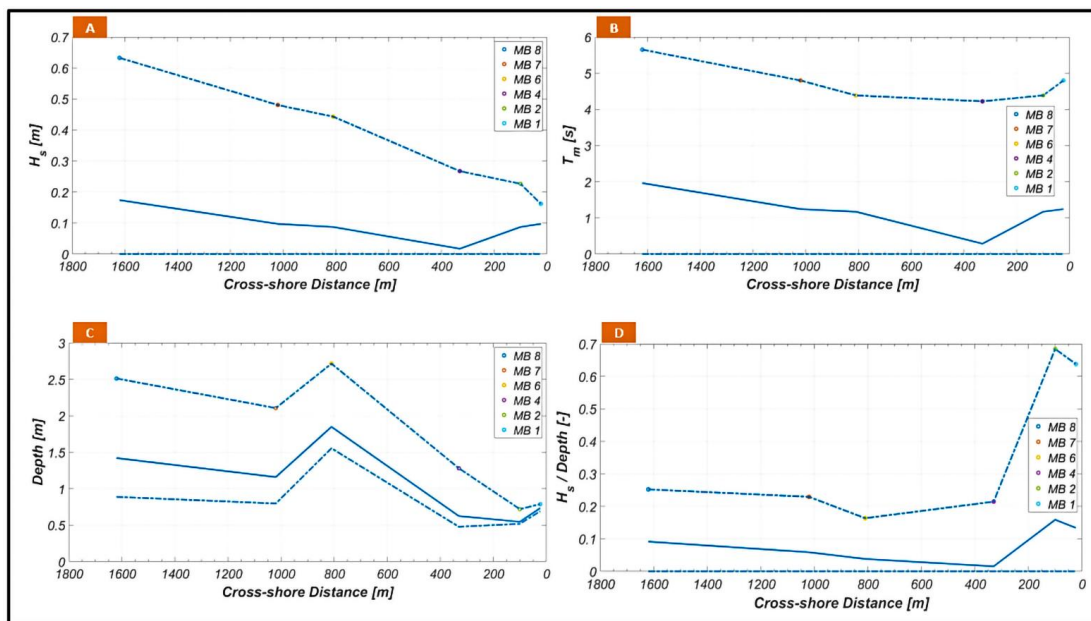 A
H_s [m]
0.7
0.6
0.5
0.4
0.3
0.2
0.1
0
MB 8
MB 7
MB 6
MB 4
MB 2
MB 1
1800 1600 1400 1200 1000 800 600 400 200 0
Cross-shore Distance [m]
B
T_m [s]
6
5
4
3
2
1
0
MB 8
MB 7
MB 6
MB 4
MB 2
MB 1
1800 1600 1400 1200 1000 800 600 400 200 0
Cross-shore Distance [m]
C
Depth [m]
3
2.5
2
1.5
1
0.5
0
MB 8
MB 7
MB 6
MB 4
MB 2
MB 1
1800 1600 1400 1200 1000 800 600 400 200 0
Cross-shore Distance [m]
D
H_s / Depth [-]
0.7
0.6
0.5
0.4
0.3
0.2
0.1
0
MB 8
MB 7
MB 6
MB 4
MB 2
MB 1
1800 1600 1400 1200 1000 800 600 400 200 0
Cross-shore Distance [m]